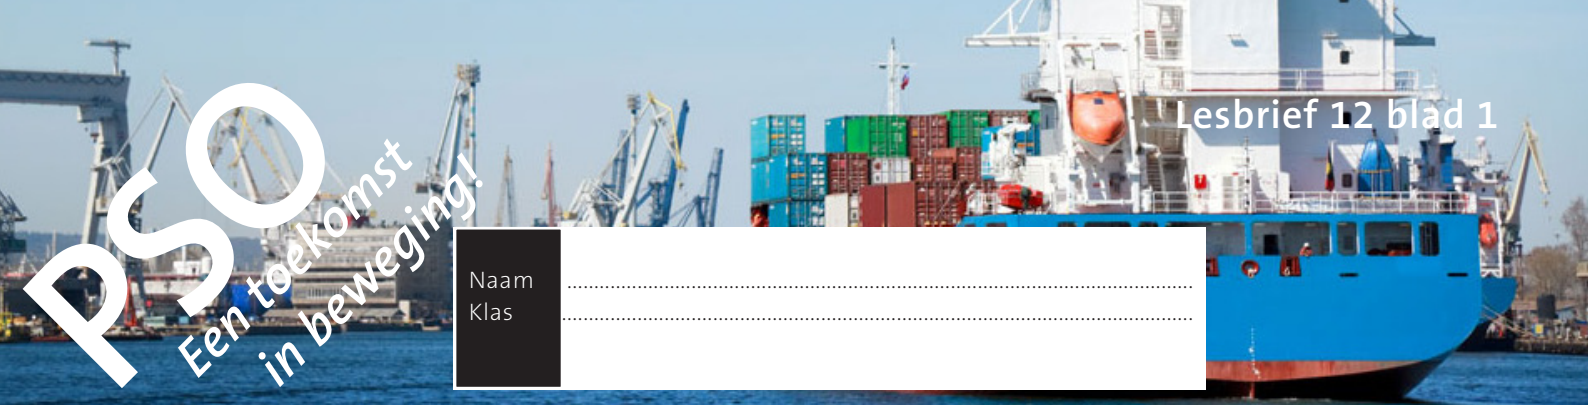 PSO
Een toekomst
in beweging!
Lesbrief 12 blad 1
Naam ................................................................
Klas ................................................................